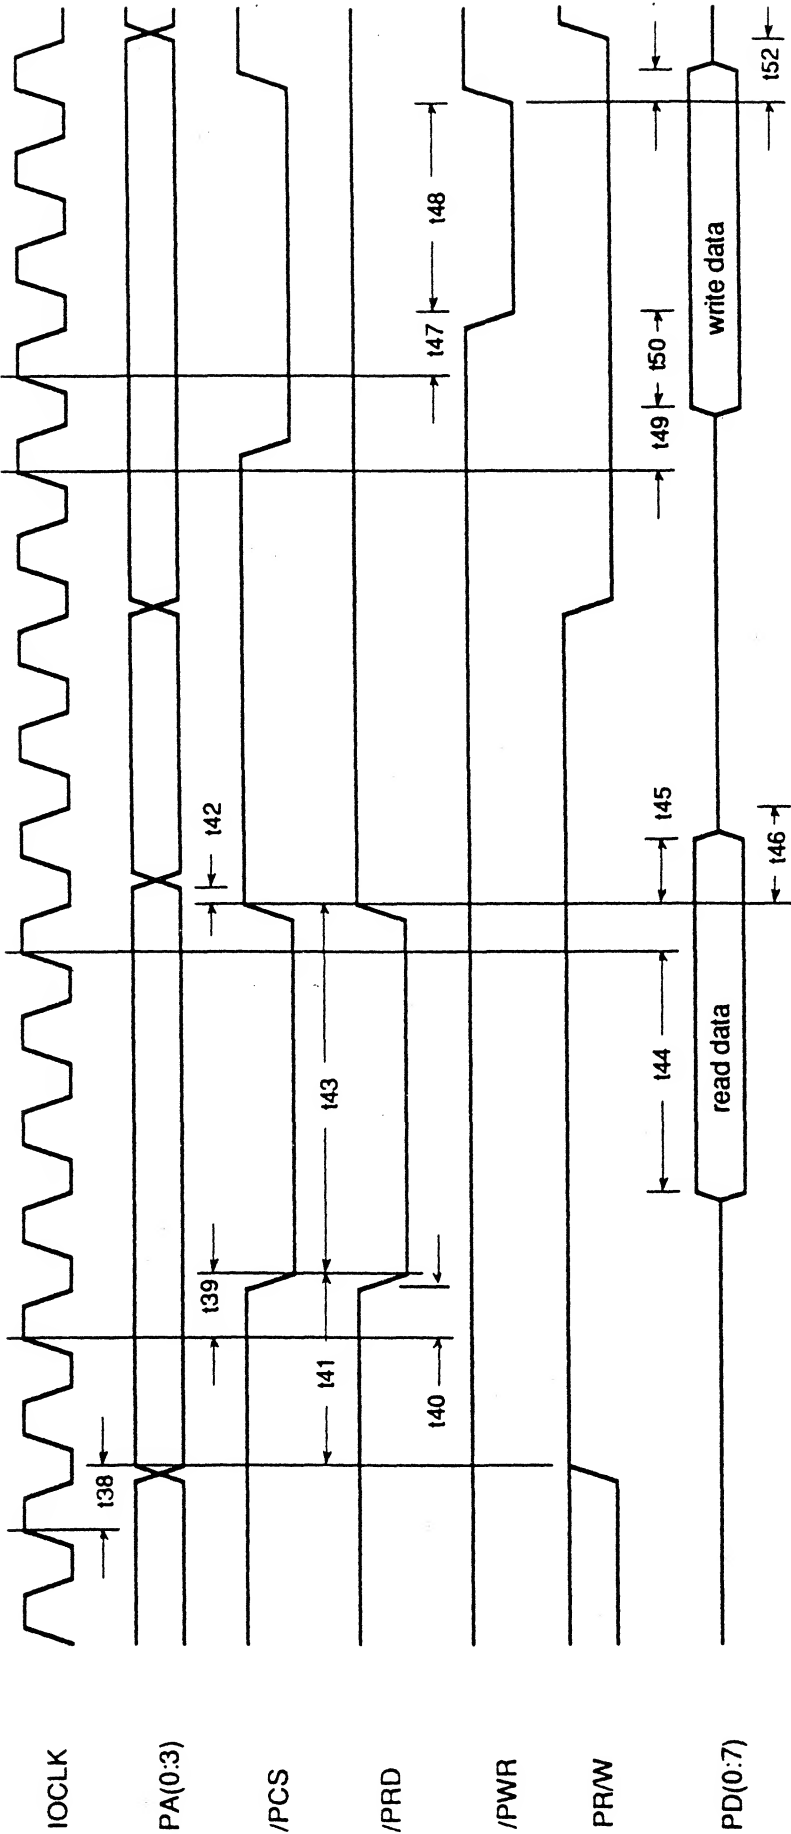 IOCLK
t38
PA(0:3)
t39
t42
/PCS
t41
t43
/PRD
t40
t47
t48
/PWR
PR/W
t44
t45
t49
t50
PD(0:7)
read data
write data
t46
t52